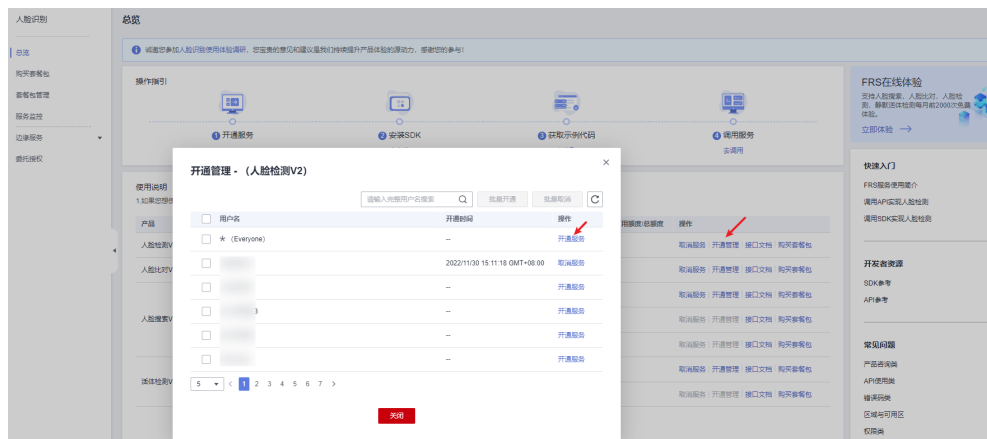 人脸识别
总览
购买套餐包
套餐包管理
服务监控
边缘服务
委托授权
总览
诚邀您参加人脸识别使用体验调研，您宝贵的意见和建议是我们持续提升产品体验的源动力，感谢您的参与！
操作指引
1 开通服务
2 安装SDK
3 获取示例代码
4 调用服务
去调用
使用说明
1.如果您想使
产品
用额度/总额度 操作
人脸检测V
取消服务 开通管理 接口文档 购买套餐包
人脸比对V
取消服务 开通管理 接口文档 购买套餐包
取消服务 开通管理 接口文档 购买套餐包
人脸搜索V
取消服务 开通管理 接口文档 购买套餐包
取消服务 开通管理 接口文档 购买套餐包
取消服务 开通管理 接口文档 购买套餐包
活体检测V
取消服务 开通管理 接口文档 购买套餐包
开通管理 - （人脸检测V2）
请输入完整用户名搜索
批量开通 批量取消
用户名 开通时间 操作
* (Everyone) -- 开通服务
2022/11/30 15:11:18 GMT+08:00 取消服务
-- 开通服务
-- 开通服务
-- 开通服务
-- 开通服务
5 < 1 2 3 4 5 6 7 >
关闭
FRS在线体验
支持人脸搜索、人脸比对、人脸检
测、静默活体检测每月前2000次免费
体验。
立即体验 →
快速入门
FRS服务使用简介
调用API实现人脸检测
调用SDK实现人脸检测
开发者资源
SDK参考
API参考
常见问题
产品咨询类
API使用类
错误码类
区域与可用区
权限类